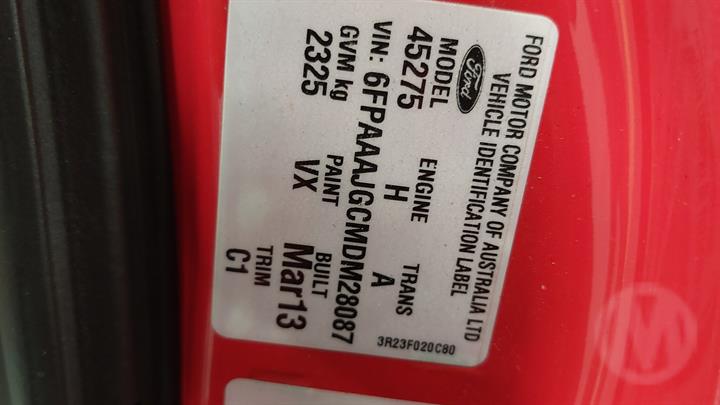 FORD MOTOR COMPANY OF AUSTRALIA LTD
Ford VEHICLE IDENTIFICATION LABEL
MODEL ENGINE TRANS
45275 H A
VIN: 6FPAAAJGCMDM28087
GVM kg PAINT BUILT TRIM
2325 VX Mar13 C1
3R23F020C80
M